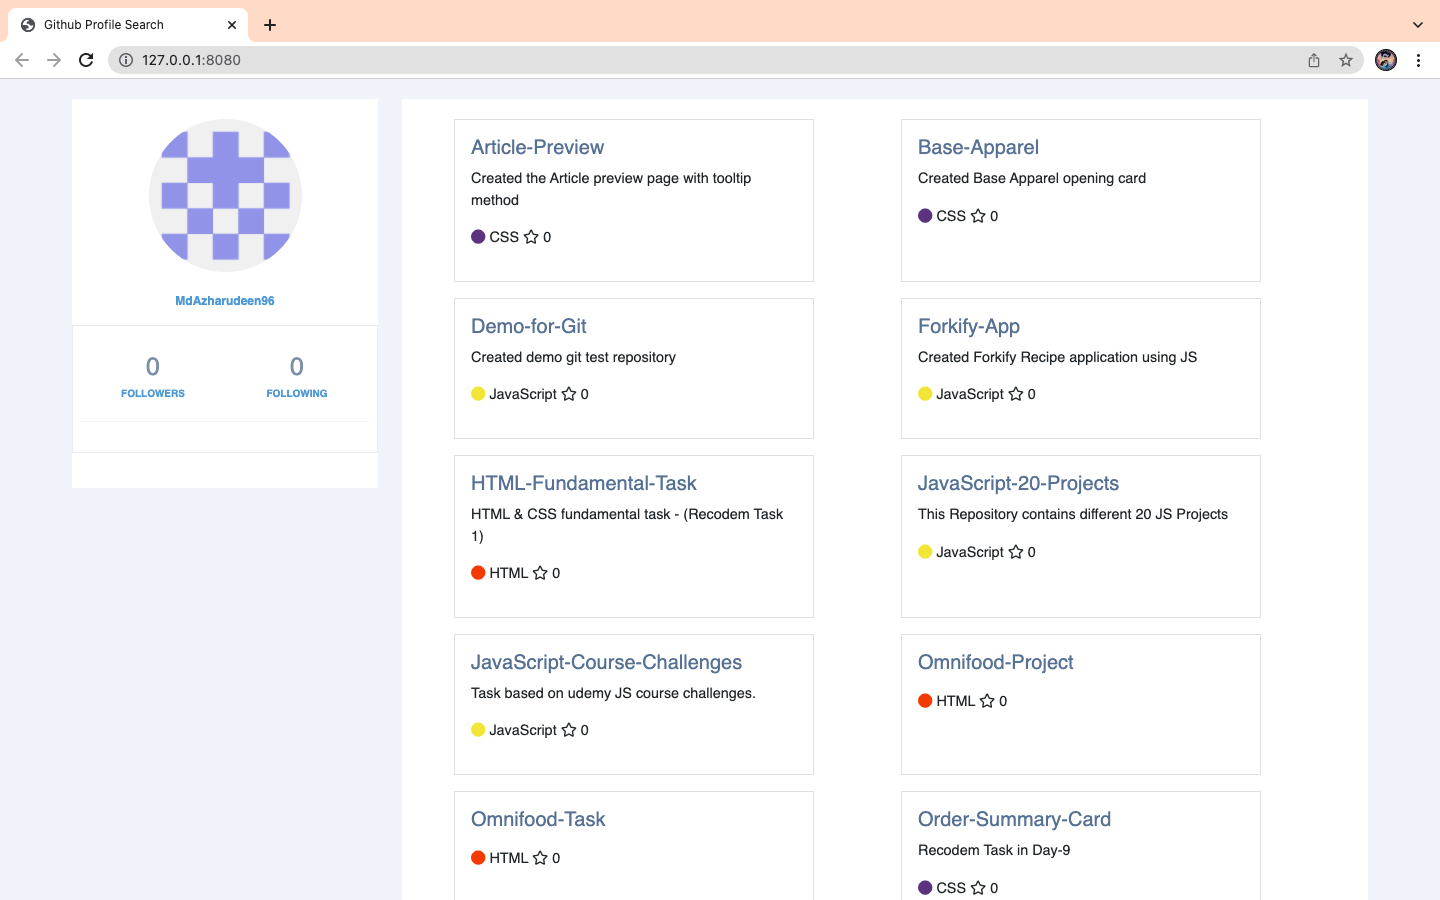 Github Profile Search
127.0.0.1:8080
MdAzharudeen96
0 0
FOLLOWERS FOLLOWING
Article-Preview
Created the Article preview page with tooltip
method
CSS 0
Base-Apparel
Created Base Apparel opening card
CSS 0
Demo-for-Git
Created demo git test repository
JavaScript 0
Forkify-App
Created Forkify Recipe application using JS
JavaScript 0
HTML-Fundamental-Task
HTML & CSS fundamental task - (Recodem Task
1)
HTML 0
JavaScript-20-Projects
This Repository contains different 20 JS Projects
JavaScript 0
JavaScript-Course-Challenges
Task based on udemy JS course challenges.
JavaScript 0
Omnifood-Project
HTML 0
Omnifood-Task
HTML 0
Order-Summary-Card
Recodem Task in Day-9
CSS 0